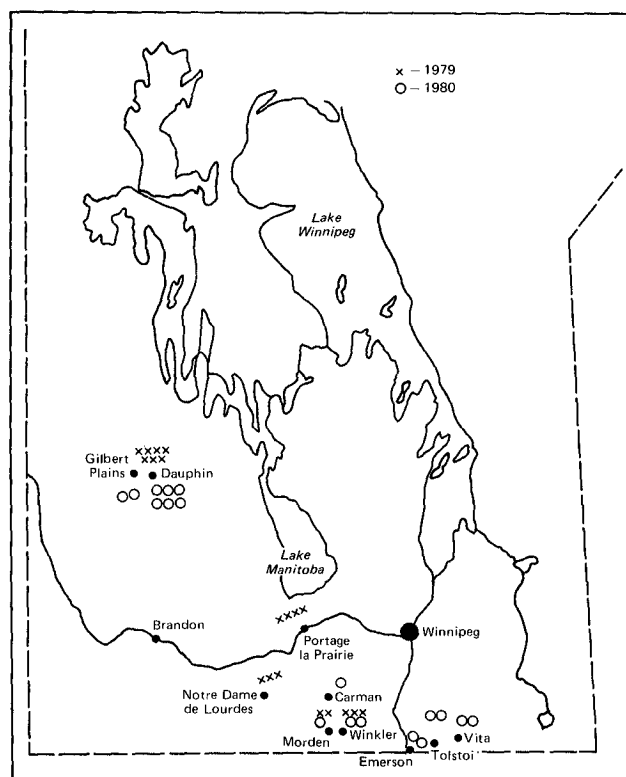 x – 1979
O – 1980
Lake
Winnipeg
Gilbert
Plains
Dauphin
Lake
Manitoba
Brandon
Portage
la Prairie
Winnipeg
Notre Dame
de Lourdes
Carman
Morden
Winkler
Emerson
Tolstoi
Vita